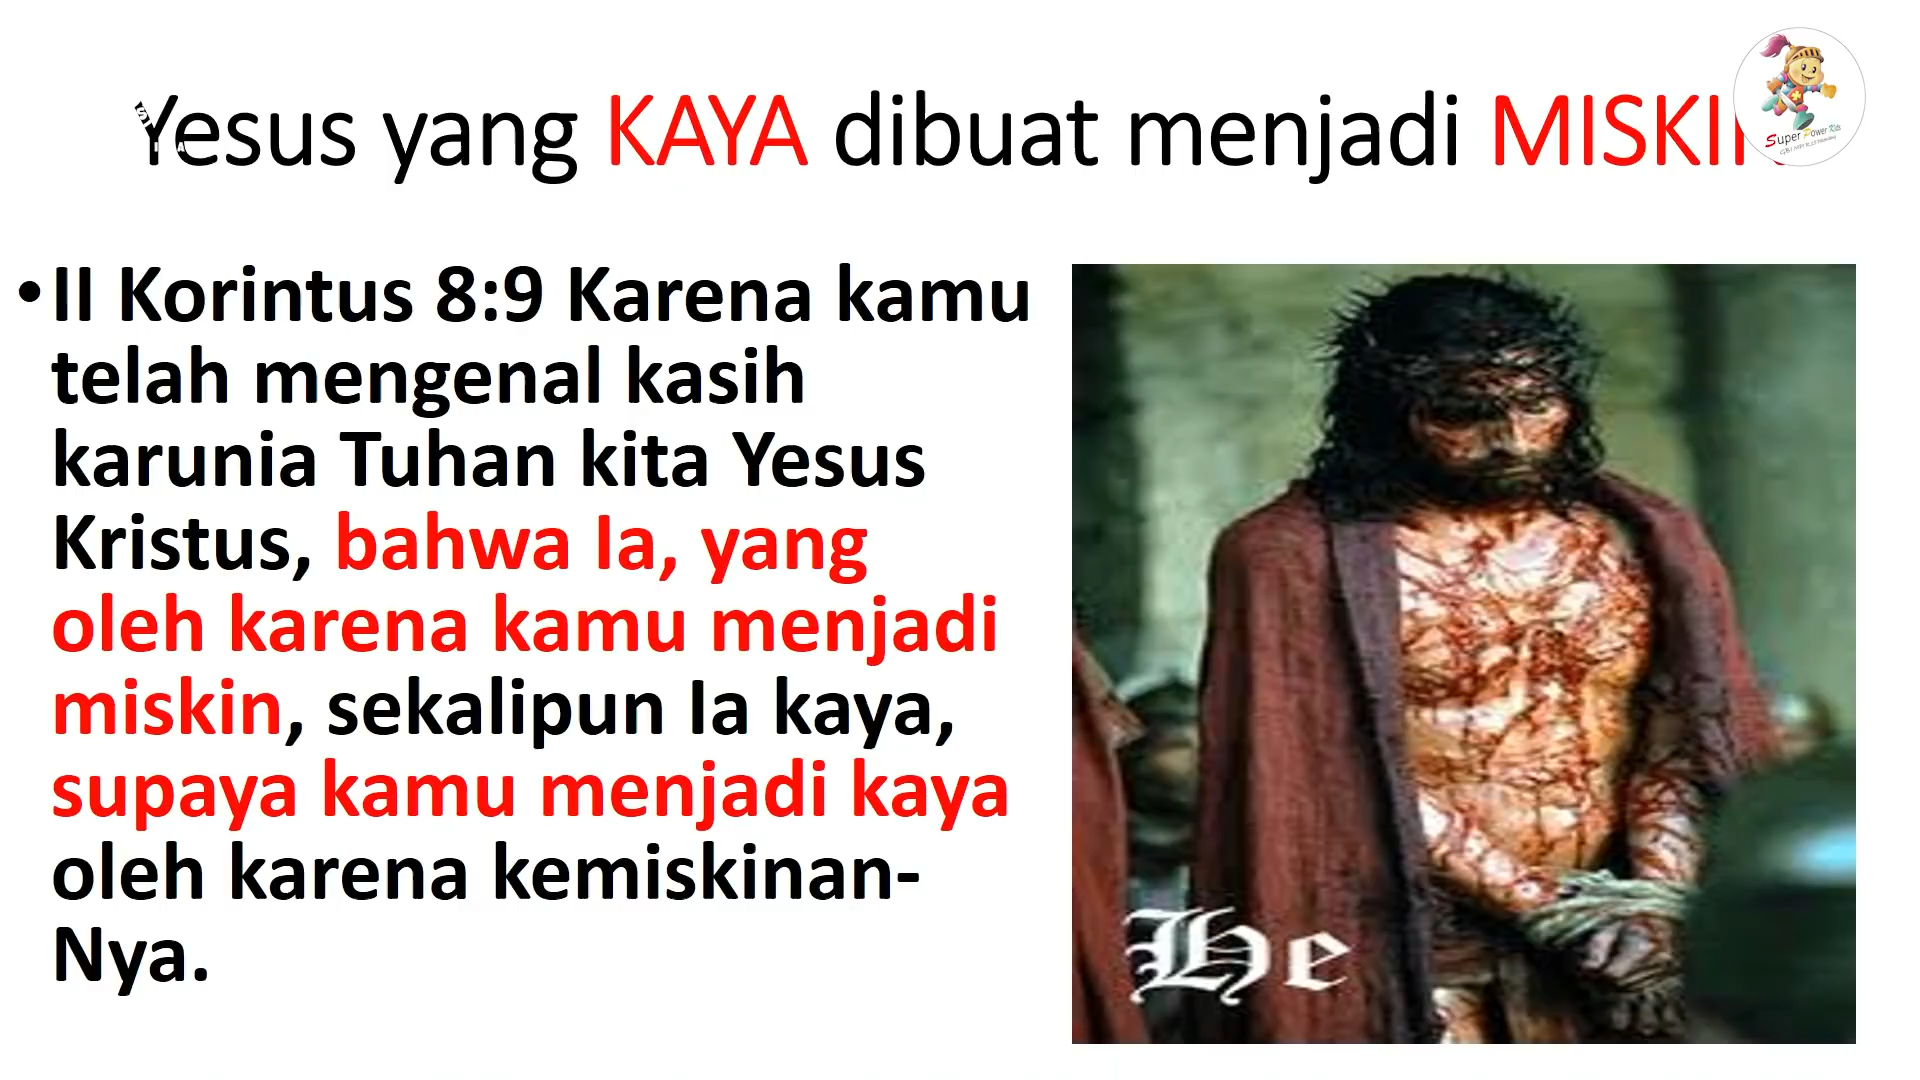 Yesus yang KAYA dibuat menjadi
Super Power Kids
•II Korintus 8:9 Karena kamu
telah mengenal kasih
karunia Tuhan kita Yesus
Kristus, bahwa Ia, yang
oleh karena kamu menjadi
miskin, sekalipun Ia kaya,
supaya kamu menjadi kaya
oleh karena kemiskinan-
Nya.
He